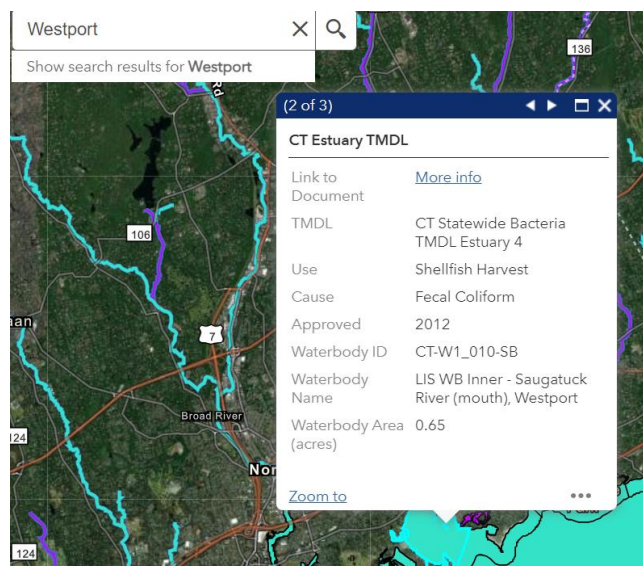 Westport
Show search results for Westport
Rd
136
(2 of 3)
CT Estuary TMDL
Link to
Document
More info
TMDL
CT Statewide Bacteria
TMDL Estuary 4
Use
Shellfish Harvest
Cause
Fecal Coliform
Approved
2012
Waterbody ID
CT-W1_010-SB
Waterbody
Name
LIS WB Inner - Saugatuck
River (mouth), Westport
Waterbody Area
(acres)
0.65
Zoom to
106
aan
7
Broad River
124
Nor
124